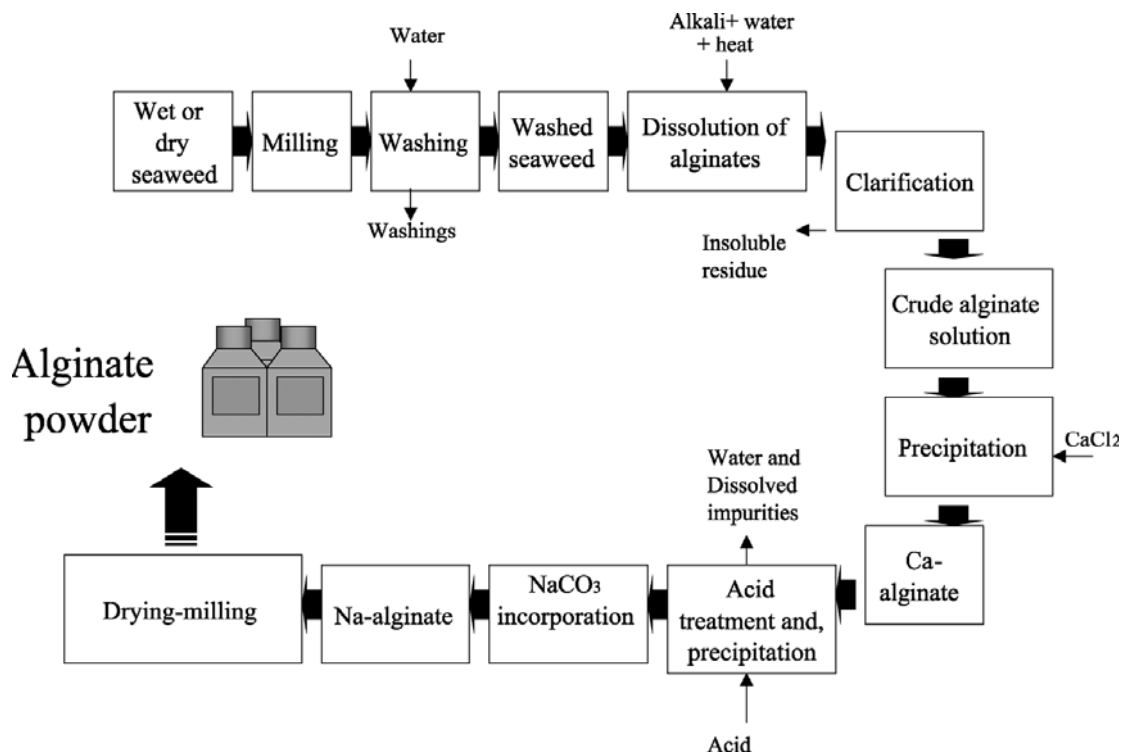 Water
Alkali+ water
+ heat
Wet or
dry
seaweed
Milling
Washing
Washed
seaweed
Dissolution of
alginates
Washings
Clarification
Insoluble
residue
Crude alginate
solution
Precipitation
CaCl2
Ca-
alginate
Water and
Dissolved
impurities
Acid
treatment and,
precipitation
Acid
NaCO3
incorporation
Na-alginate
Drying-milling
Alginate
powder